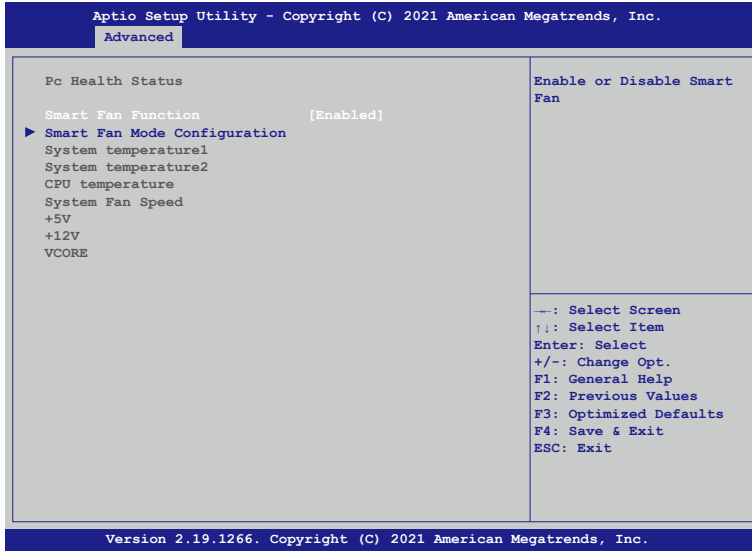 Aptio Setup Utility - Copyright (C) 2021 American Megatrends, Inc.
Advanced
Pc Health Status
Smart Fan Function [Enabled]
▶ Smart Fan Mode Configuration
System temperature1
System temperature2
CPU temperature
System Fan Speed
+5V
+12V
VCORE
Enable or Disable Smart
Fan
→←: Select Screen
↑↓: Select Item
Enter: Select
+/-: Change Opt.
F1: General Help
F2: Previous Values
F3: Optimized Defaults
F4: Save & Exit
ESC: Exit
Version 2.19.1266. Copyright (C) 2021 American Megatrends, Inc.